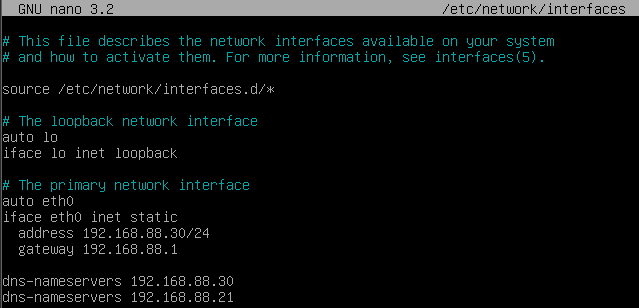 GNU nano 3.2 /etc/network/interfaces
# This file describes the network interfaces available on your system
# and how to activate them. For more information, see interfaces(5).
source /etc/network/interfaces.d/*
# The loopback network interface
auto lo
iface lo inet loopback
# The primary network interface
auto eth0
iface eth0 inet static
address 192.168.88.30/24
gateway 192.168.88.1
dns-nameservers 192.168.88.30
dns-nameservers 192.168.88.21